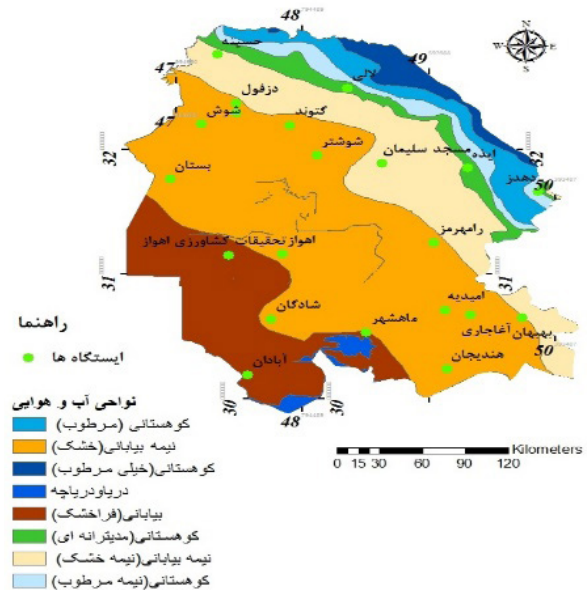 48
N
W
E
S
حسینیه
49
47
لالی
دزفول
47
شوش
گتوند
32
شوشتر
مسجد سلیمان
ایذه
32
دهدز
50
بستان
رامهرمز
اهواز
تحقیقات کشاورزی اهواز
31
31
شادگان
امیدیه
ماهشهر
آغاجاری
بهبهان
50
آبادان
هندیجان
30
48
30
راهنما
ایستگاه ها
نواحی آب و هوایی
کوهستانی (مرطوب)
نیمه بیابانی(خشک)
کوهستانی(خیلی مرطوب)
دریاودریاچه
بیابانی(فراخشک)
کوهستانی(مدیترانه ای)
نیمه بیابانی(نیمه خشک)
کوهستانی(نیمه مرطوب)
Kilometers
0 15 30 60 90 120